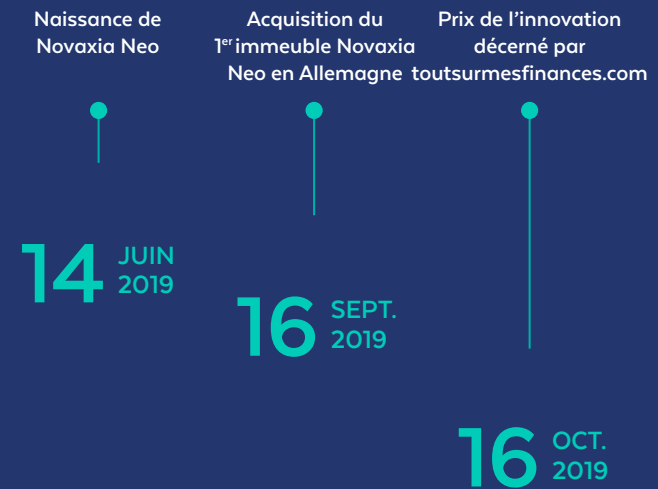 Naissance de
Novaxia Neo
Acquisition du
1er immeuble Novaxia
Neo en Allemagne
Prix de l’innovation
décerné par
toutsurmesfinances.com
14 JUIN
2019
16 SEPT.
2019
16 OCT.
2019